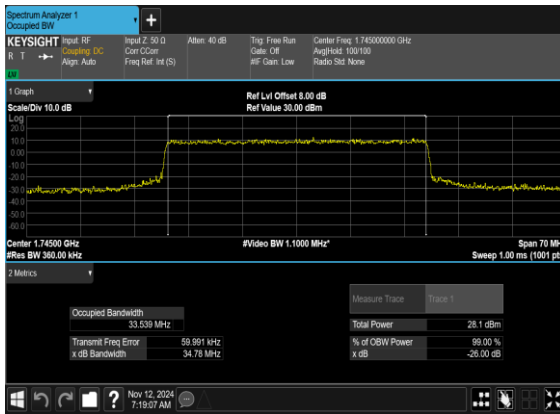 Spectrum Analyzer 1
Occupied BW
+
KEYSIGHT Input: RF Input Z: 50 Ω Atten: 40 dB Trig: Free Run Center Freq: 1.745000000 GHz
R T Coupling: DC Corr CCorr Gate: Off Avg|Hold: 100/100
Align: Auto Freq Ref: Int (S) #IF Gain: Low Radio Std: None
1 Graph
Ref Lvl Offset 8.00 dB
Scale/Div 10.0 dB Ref Value 30.00 dBm
Log
20.0
10.0
0.00
-10.0
-20.0
-30.0
-40.0
-50.0
-60.0
Center 1.74500 GHz #Video BW 1.1000 MHz* Span 70 MH
#Res BW 360.00 kHz Sweep 1.00 ms (1001 pt
2 Metrics
Measure Trace Trace 1
Occupied Bandwidth
33.539 MHz Total Power 28.1 dBm
Transmit Freq Error 59.991 kHz % of OBW Power 99.00 %
x dB Bandwidth 34.78 MHz x dB -26.00 dB
? Nov 12, 2024
7:19:07 AM